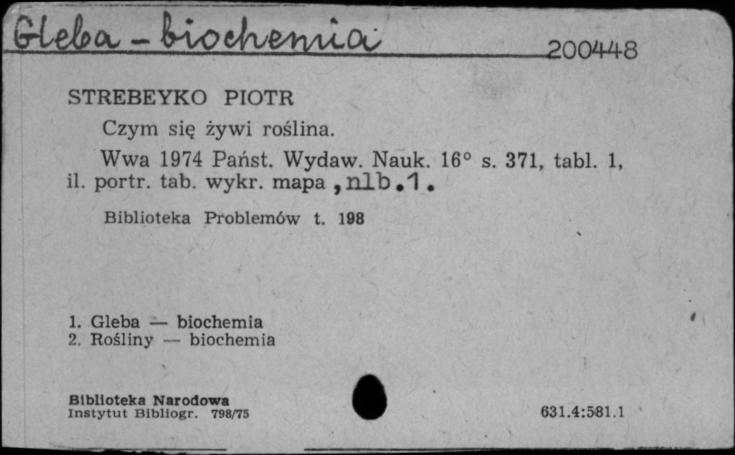 Gleba - biochemia
200448
STREBEYKO PIOTR
Czym się żywi roślina.
Wwa 1974 Państ. Wydaw. Nauk. 16° s. 371, tabl. 1,
il. portr. tab. wykr. mapa , nlb.1.
Biblioteka Problemów t. 198
1. Gleba — biochemia
2. Rośliny — biochemia
Biblioteka Narodowa
Instytut Bibliogr. 798/75
631.4:581.1